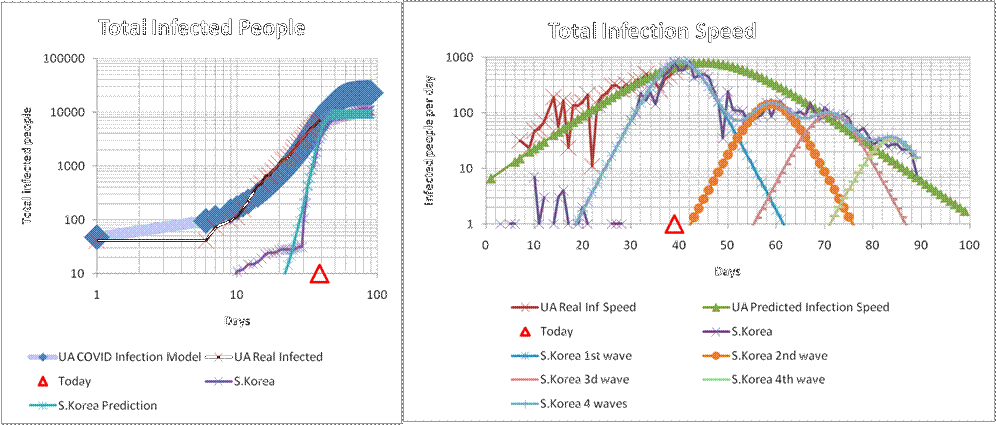 Total Infected People
Total infected people
100000
10000
1000
100
10
1
10
100
Days
UA COVID Infection Model
UA Real Infected
Today
S.Korea
S.Korea Prediction
Total Infection Speed
Infected people per day
1000
100
10
1
0
10
20
30
40
50
60
70
80
90
100
Days
UA Real Inf Speed
UA Predicted Infection Speed
Today
S.Korea
S.Korea 1st wave
S.Korea 2nd wave
S.Korea 3d wave
S.Korea 4th wave
S.Korea 4 waves